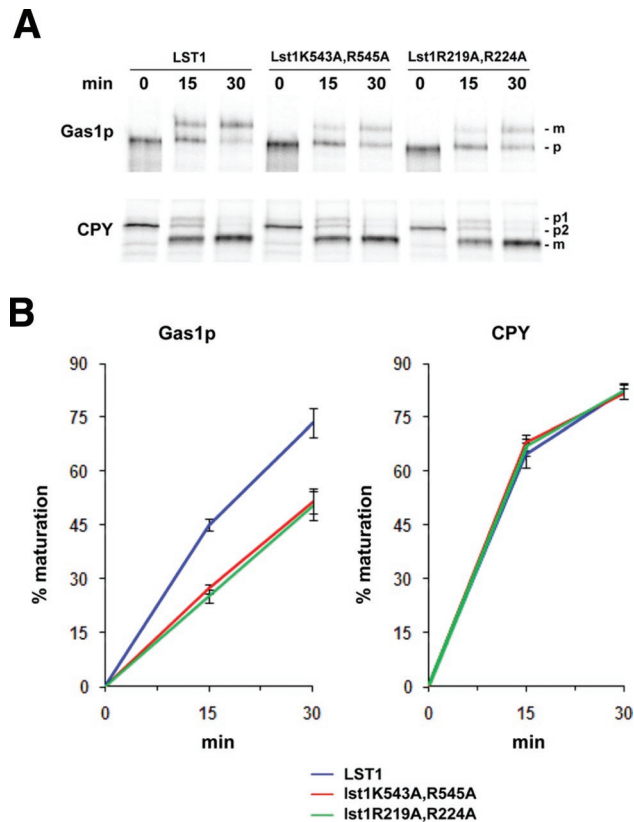 A
LST1 Lst1K543A,R545A Lst1R219A,R224A
min 0 15 30 0 15 30 0 15 30
Gas1p
- m
- p
CPY
- p1
- p2
- m
B
Gas1p
CPY
% maturation
90
75
60
45
30
15
0
0 15 30
min
% maturation
90
75
60
45
30
15
0
0 15 30
min
LST1
lst1K543A,R545A
lst1R219A,R224A